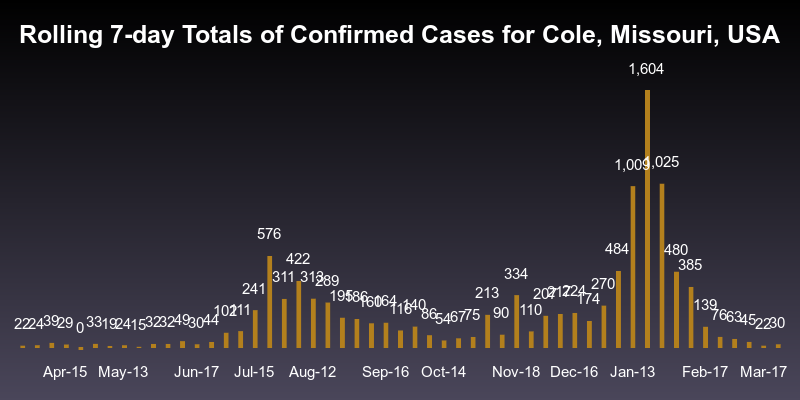 Rolling 7-day Totals of Confirmed Cases for Cole, Missouri, USA
22 24 39 29 0 33 19 24 15 32 32 49 30 44 102 241 576 311 422 313 289 195 186 160 164 116 140 86 54 67 75 213 90 334 110 207 224 174 270 484 1,009 1,604 1,025 480 385 139 76 63 45 22 30
Apr-15 May-13 Jun-17 Jul-15 Aug-12 Sep-16 Oct-14 Nov-18 Dec-16 Jan-13 Feb-17 Mar-17